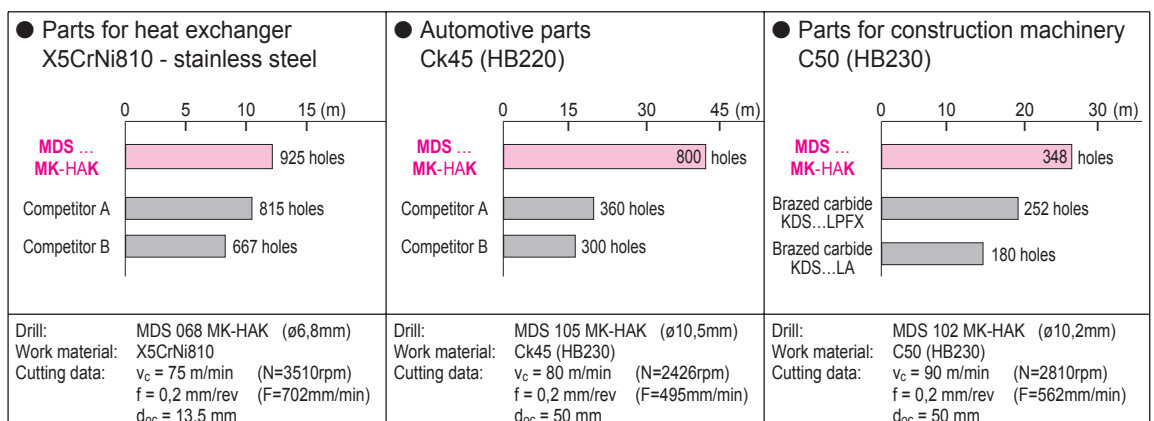 ● Parts for heat exchanger
X5CrNi810 - stainless steel
0 5 10 15 (m)
MDS ...
MK-HAK
925 holes
Competitor A
815 holes
Competitor B
667 holes
Drill: MDS 068 MK-HAK (ø6,8mm)
Work material: X5CrNi810
Cutting data: vc = 75 m/min (N=3510rpm)
f = 0,2 mm/rev (F=702mm/min)
doc = 13,5 mm
● Automotive parts
Ck45 (HB220)
0 15 30 45 (m)
MDS ...
MK-HAK
800 holes
Competitor A
360 holes
Competitor B
300 holes
Drill: MDS 105 MK-HAK (ø10,5mm)
Work material: Ck45 (HB230)
Cutting data: vc = 80 m/min (N=2426rpm)
f = 0,2 mm/rev (F=495mm/min)
doc = 50 mm
● Parts for construction machinery
C50 (HB230)
0 10 20 30 (m)
MDS ...
MK-HAK
348 holes
Brazed carbide
KDS...LPFX
252 holes
Brazed carbide
KDS...LA
180 holes
Drill: MDS 102 MK-HAK (ø10,2mm)
Work material: C50 (HB230)
Cutting data: vc = 90 m/min (N=2810rpm)
f = 0,2 mm/rev (F=562mm/min)
doc = 50 mm